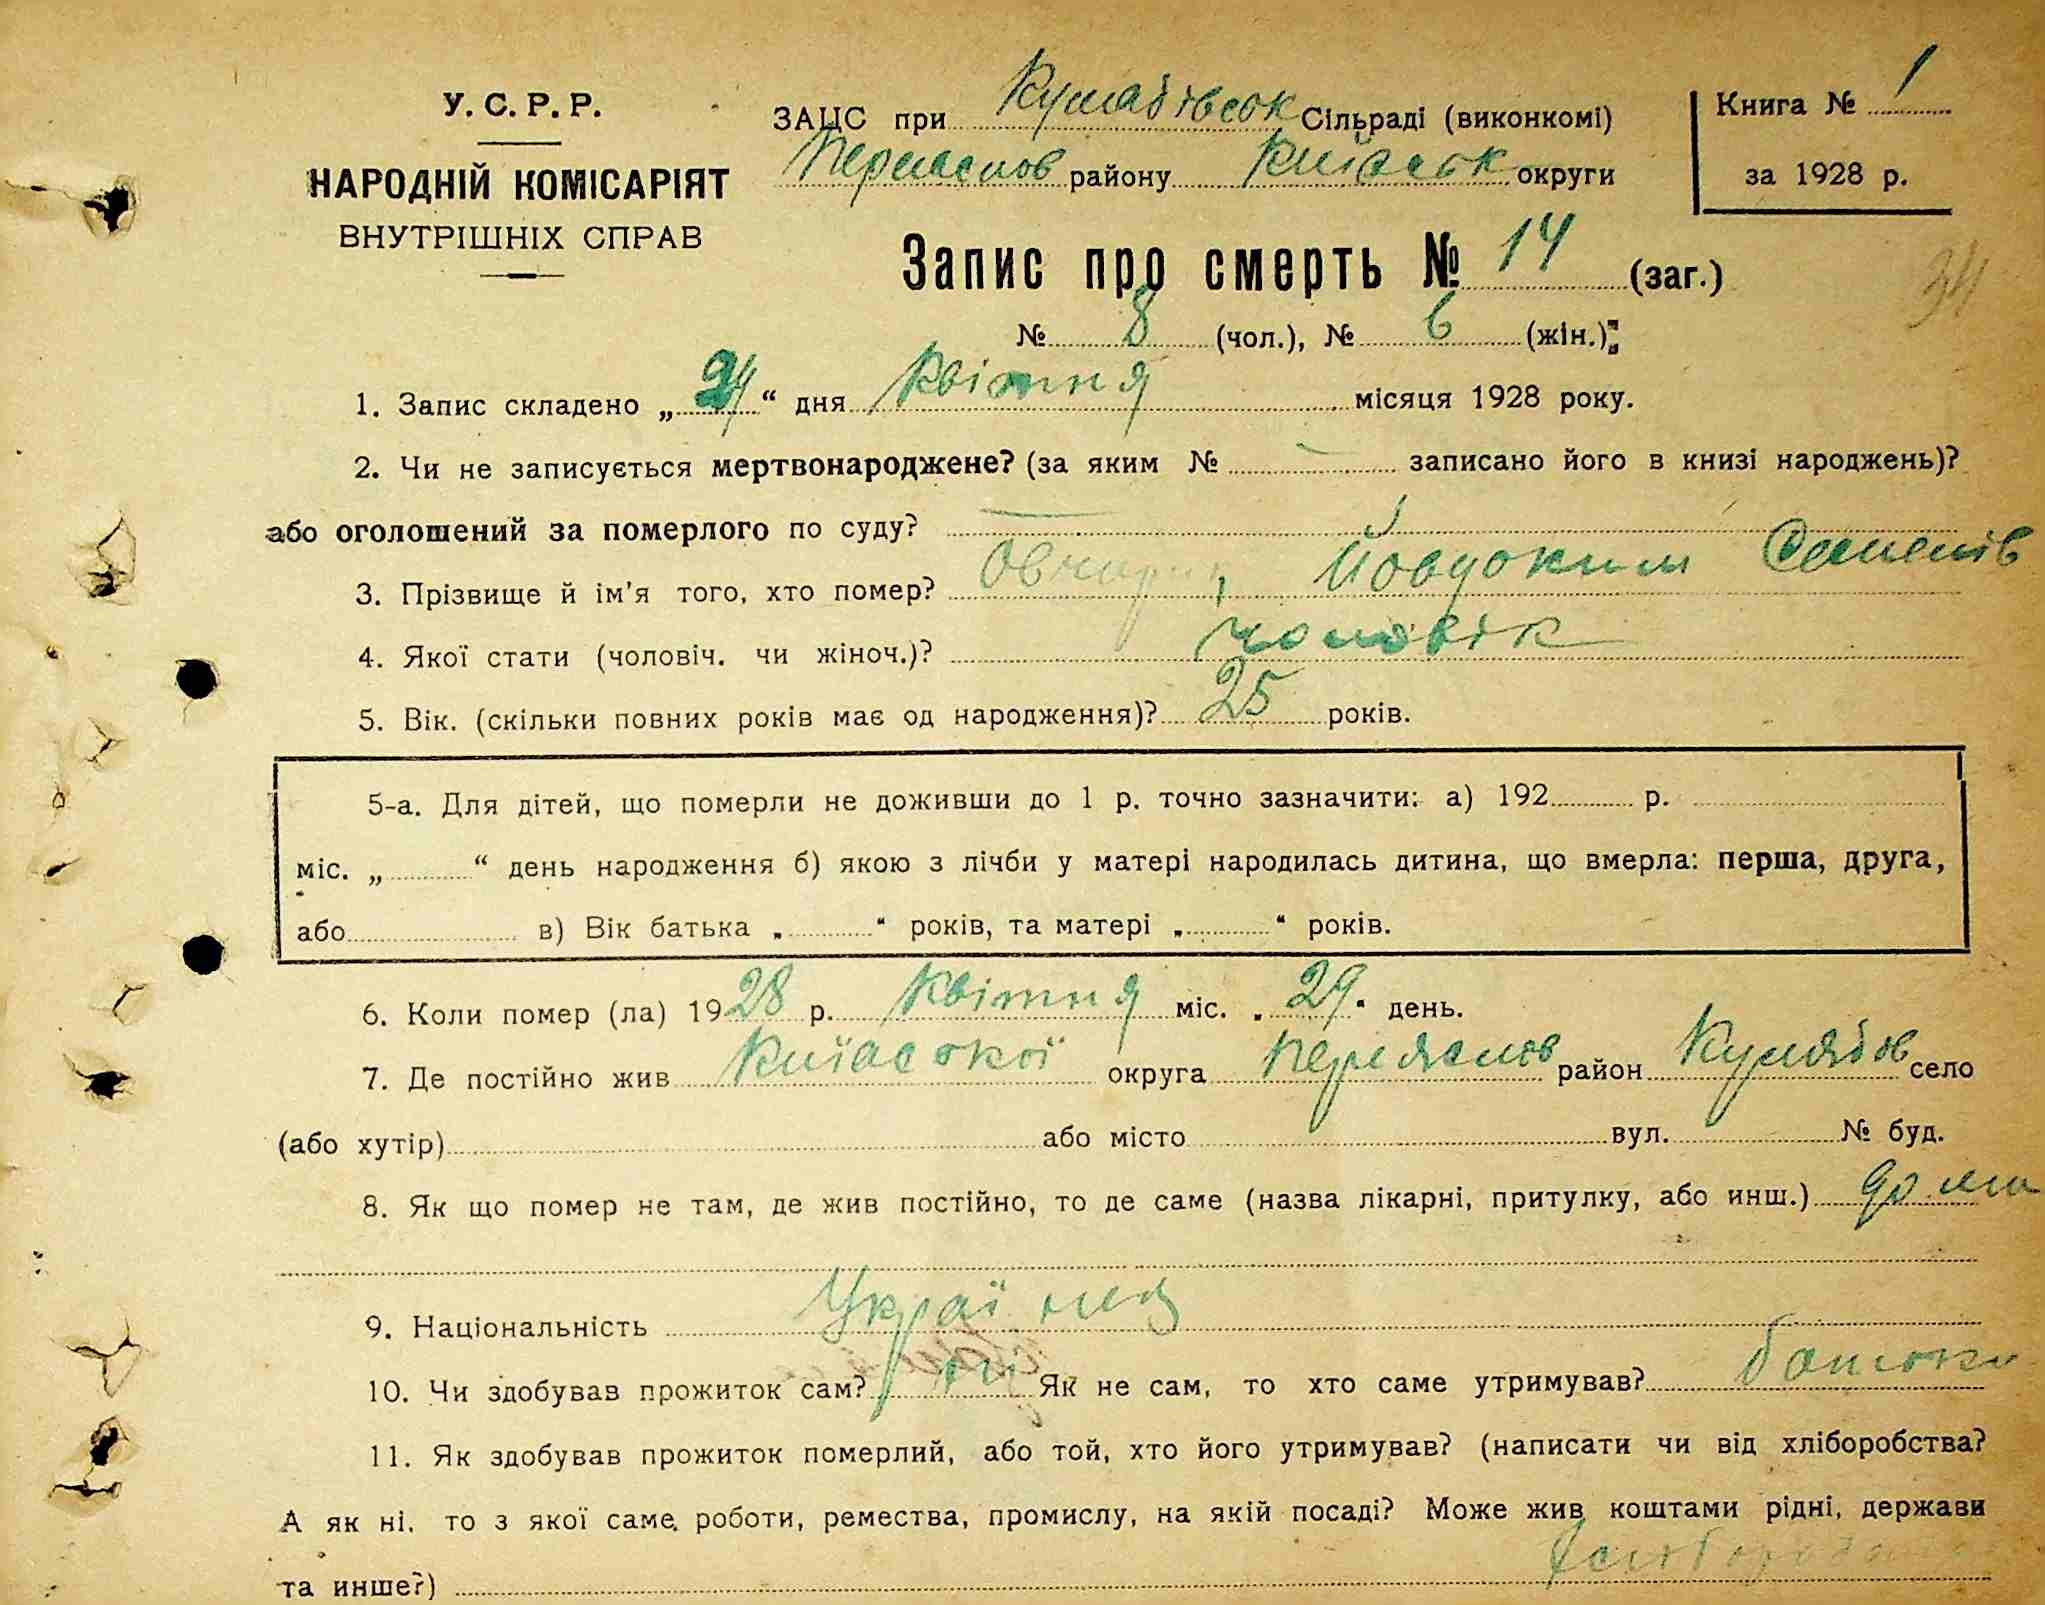 У. С. Р. Р.
НАРОДНІЙ КОМІСАРІЯТ
ВНУТРІШНІХ СПРАВ
ЗАЦС при Сільраді (виконкомі)
району округи
Книга № 1
за 1928 р.
Запис про смерть № 14 (заг.)
34
№ 8 (чол.), № 6 (жін.);
1. Запис складено „ “ дня Квітня місяця 1928 року.
2. Чи не записується мертвонароджене? (за яким № записано його в книзі народжень)?
або оголошений за померлого по суду?
3. Прізвище й ім'я того, хто помер? Йовдоким
4. Якої стати (чоловіч. чи жіноч.)? чоловік
5. Вік. (скільки повних років має од народження)? 25 років.
5-а. Для дітей, що померли не доживши до 1 р. точно зазначити: а) 192 р.
міс. „ “ день народження б) якою з лічби у матері народилась дитина, що вмерла: перша, друга,
або в) Вік батька „ “ років, та матері „ “ років.
6. Коли помер (ла) 1928 р. Квітня міс. „29“ день.
7. Де постійно жив округа район село
(або хутір) або місто вул. № буд.
8. Як що помер не там, де жив постійно, то де саме (назва лікарні, притулку, або инш.) дома
9. Національність Українец
10. Чи здобував прожиток сам? ні Як не сам, то хто саме утримував? батьки
11. Як здобував прожиток померлий, або той, хто його утримував? (написати чи від хліборобства?
А як ні, то з якої саме роботи, ремества, промислу, на якій посаді? Може жив коштами рідні, держави
та инше?)